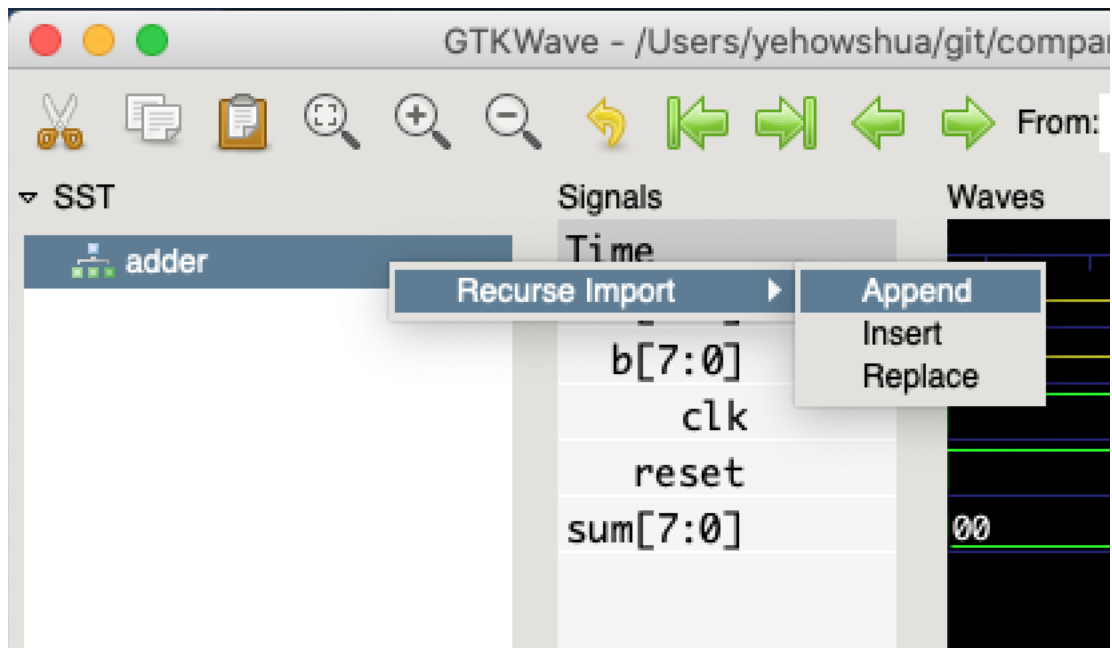 GTKWave - /Users/yehowshua/git/compar
From:
SST
Signals
Waves
adder
Time
Recurse Import
Append
Insert
Replace
b[7:0]
clk
reset
sum[7:0]
00